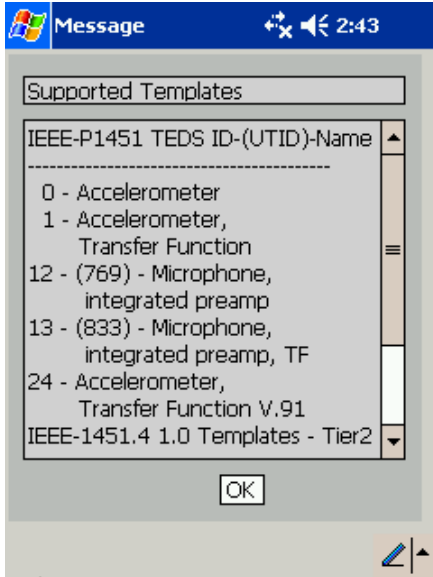 Message 2:43
Supported Templates
IEEE-P1451 TEDS ID-(UTID)-Name
------------------------------------------
0 - Accelerometer
1 - Accelerometer,
Transfer Function
12 - (769) - Microphone,
integrated preamp
13 - (833) - Microphone,
integrated preamp, TF
24 - Accelerometer,
Transfer Function V.91
IEEE-1451.4 1.0 Templates - Tier2
OK